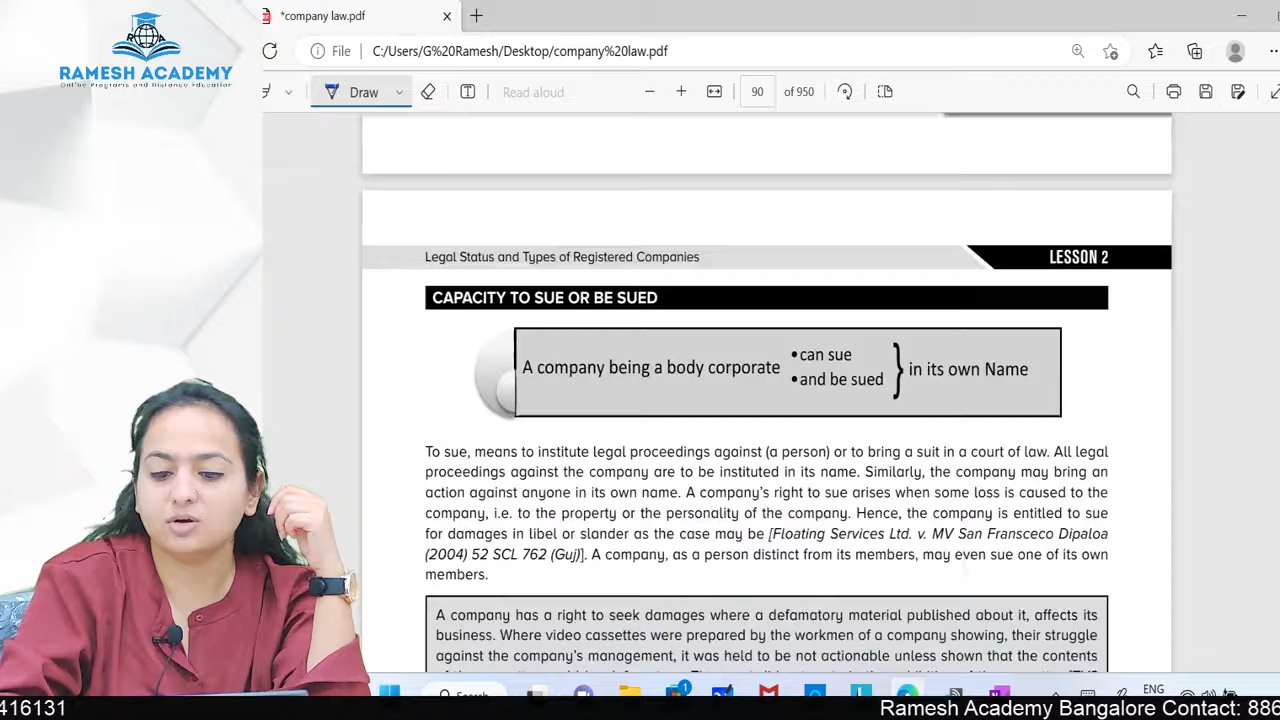 *company law.pdf
RAMESH ACADEMY
Online Programs and Distance Education
File C:/Users/G%20Ramesh/Desktop/company%20law.pdf
Draw Read aloud 90 of 950
Legal Status and Types of Registered Companies LESSON 2
CAPACITY TO SUE OR BE SUED
A company being a body corporate •can sue •and be sued } in its own Name
To sue, means to institute legal proceedings against (a person) or to bring a suit in a court of law. All legal
proceedings against the company are to be instituted in its name. Similarly, the company may bring an
action against anyone in its own name. A company's right to sue arises when some loss is caused to the
company, i.e. to the property or the personality of the company. Hence, the company is entitled to sue
for damages in libel or slander as the case may be [Floating Services Ltd. v. MV San Fransceco Dipaloa
(2004) 52 SCL 762 (Guj)]. A company, as a person distinct from its members, may even sue one of its own
members.
A company has a right to seek damages where a defamatory material published about it, affects its
business. Where video cassettes were prepared by the workmen of a company showing, their struggle
against the company's management, it was held to be not actionable unless shown that the contents
Search
1
ENG
416131 Ramesh Academy Bangalore Contact: 886